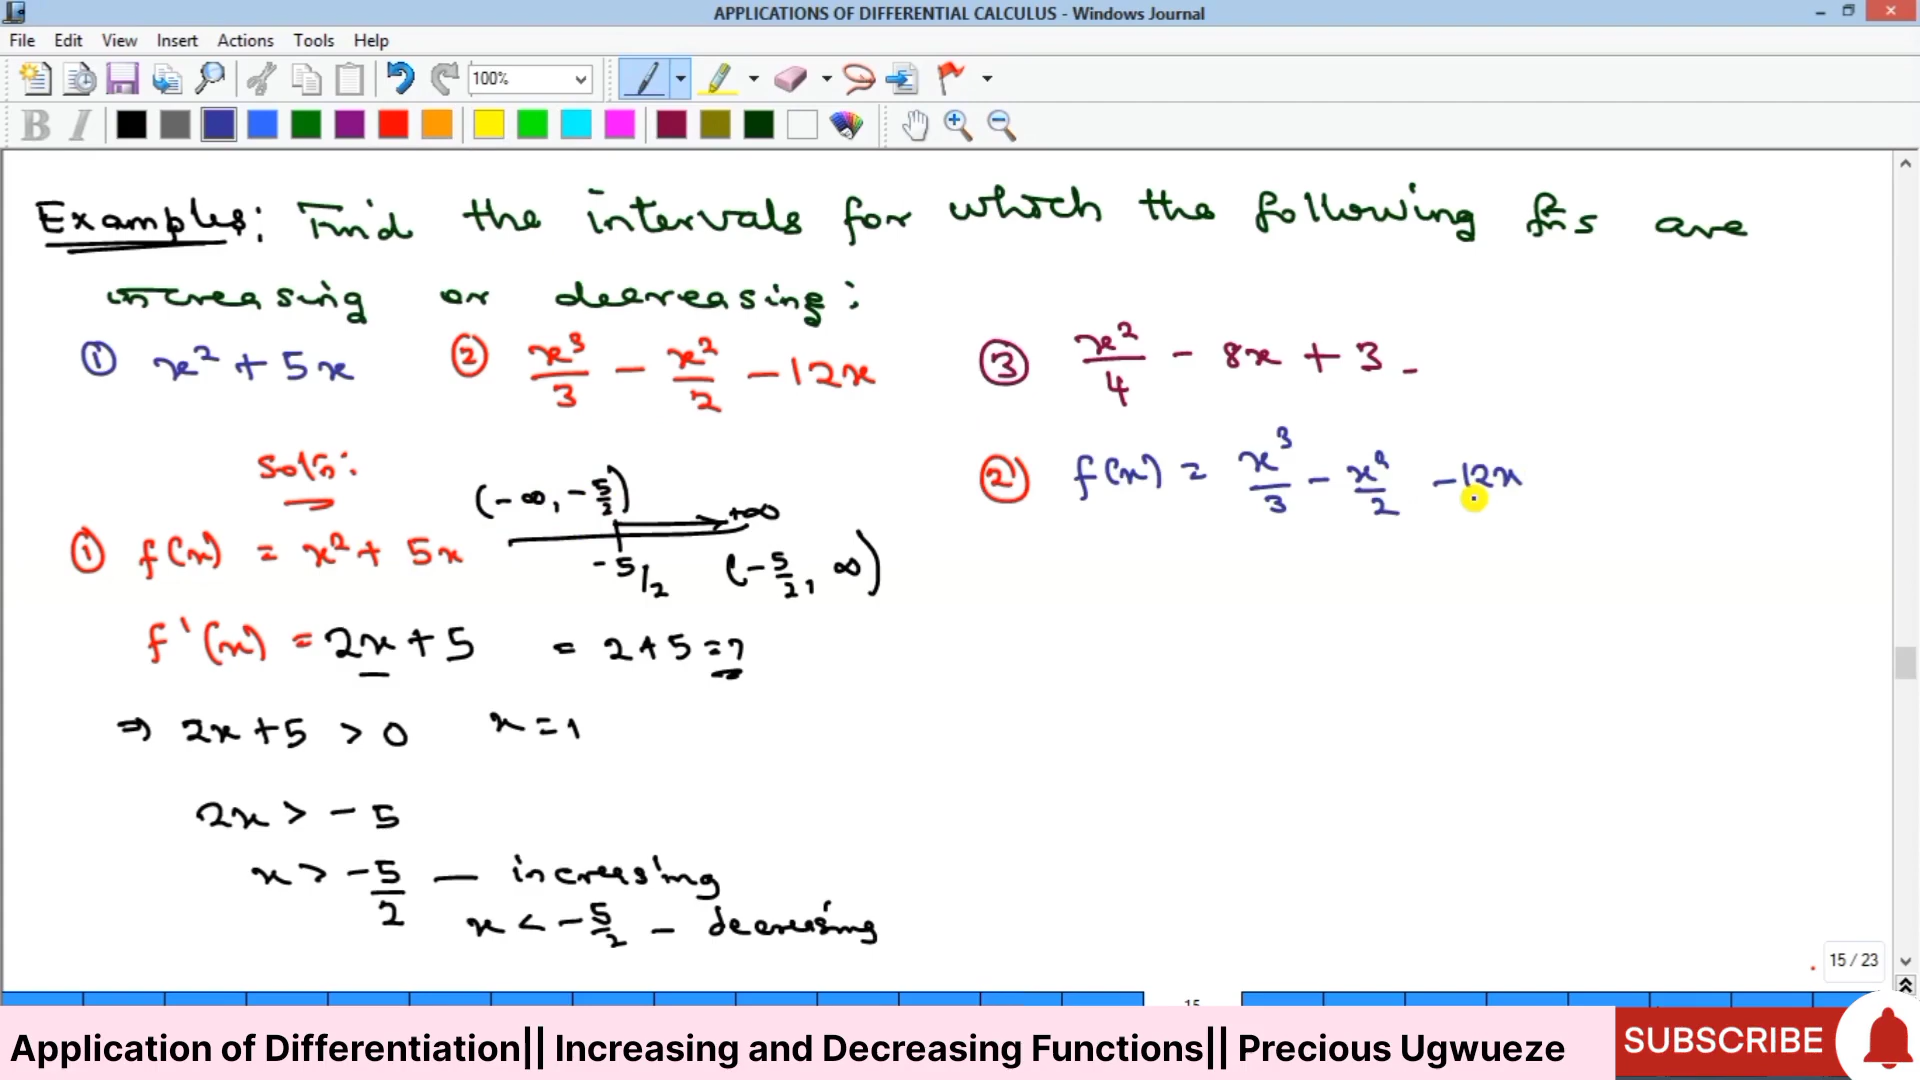 APPLICATIONS OF DIFFERENTIAL CALCULUS - Windows Journal
File Edit View Insert Actions Tools Help
100%
B I
Examples: Find the intervals for which the following fns are
increasing or decreasing:
① x² + 5x ② x³/3 - x²/2 - 12x ③ x²/4 - 8x + 3
Soln:
① f(x) = x² + 5x
(-∞, -5/2)
+∞
-5/2 (-5/2, ∞)
f'(x) = 2x + 5 = 2 + 5 = 7
⇒ 2x + 5 > 0 x = 1
2x > -5
x > -5/2 — increasing
x < -5/2 - decreasing
② f(x) = x³/3 - x²/2 - 12x
15 / 23
15
Application of Differentiation|| Increasing and Decreasing Functions|| Precious Ugwueze
SUBSCRIBE